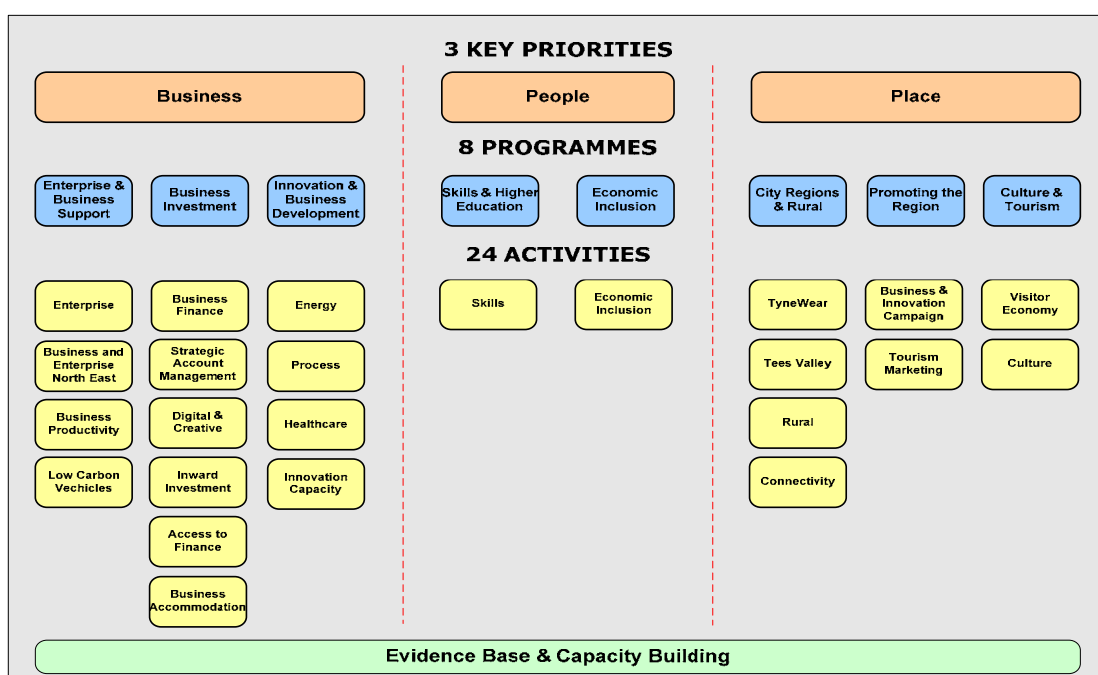 3 KEY PRIORITIES
Business
People
Place
8 PROGRAMMES
Enterprise &
Business
Support
Business
Investment
Innovation &
Business
Development
Skills & Higher
Education
Economic
Inclusion
City Regions
& Rural
Promoting the
Region
Culture &
Tourism
24 ACTIVITIES
Enterprise
Business
Finance
Energy
Skills
Economic
Inclusion
TyneWear
Business &
Innovation
Campaign
Visitor
Economy
Business and
Enterprise
North East
Strategic
Account
Management
Process
Tees Valley
Tourism
Marketing
Culture
Business
Productivity
Digital &
Creative
Healthcare
Rural
Low Carbon
Vechicles
Inward
Investment
Innovation
Capacity
Connectivity
Access to
Finance
Business
Accommodation
Evidence Base & Capacity Building